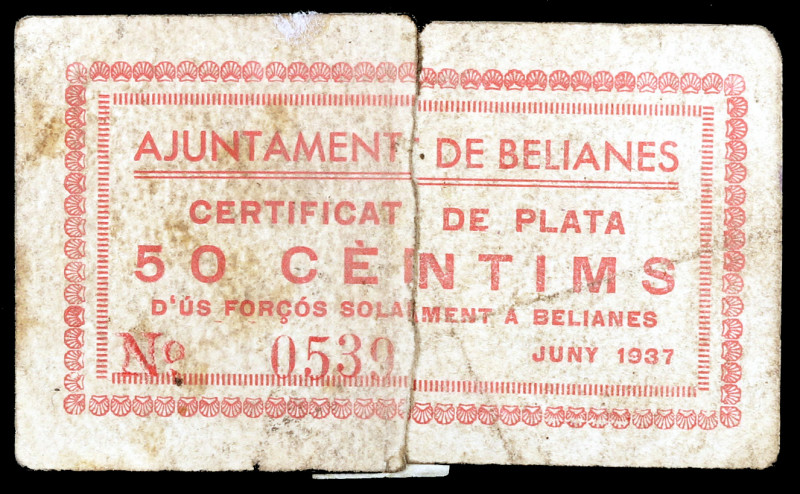 AJUNTAMENT DE BELIANES
CERTIFICAT DE PLATA
50 CÈNTIMS
D'ÚS FORÇÓS SOLAMENT A BELIANES
Nº 0539
JUNY 1937